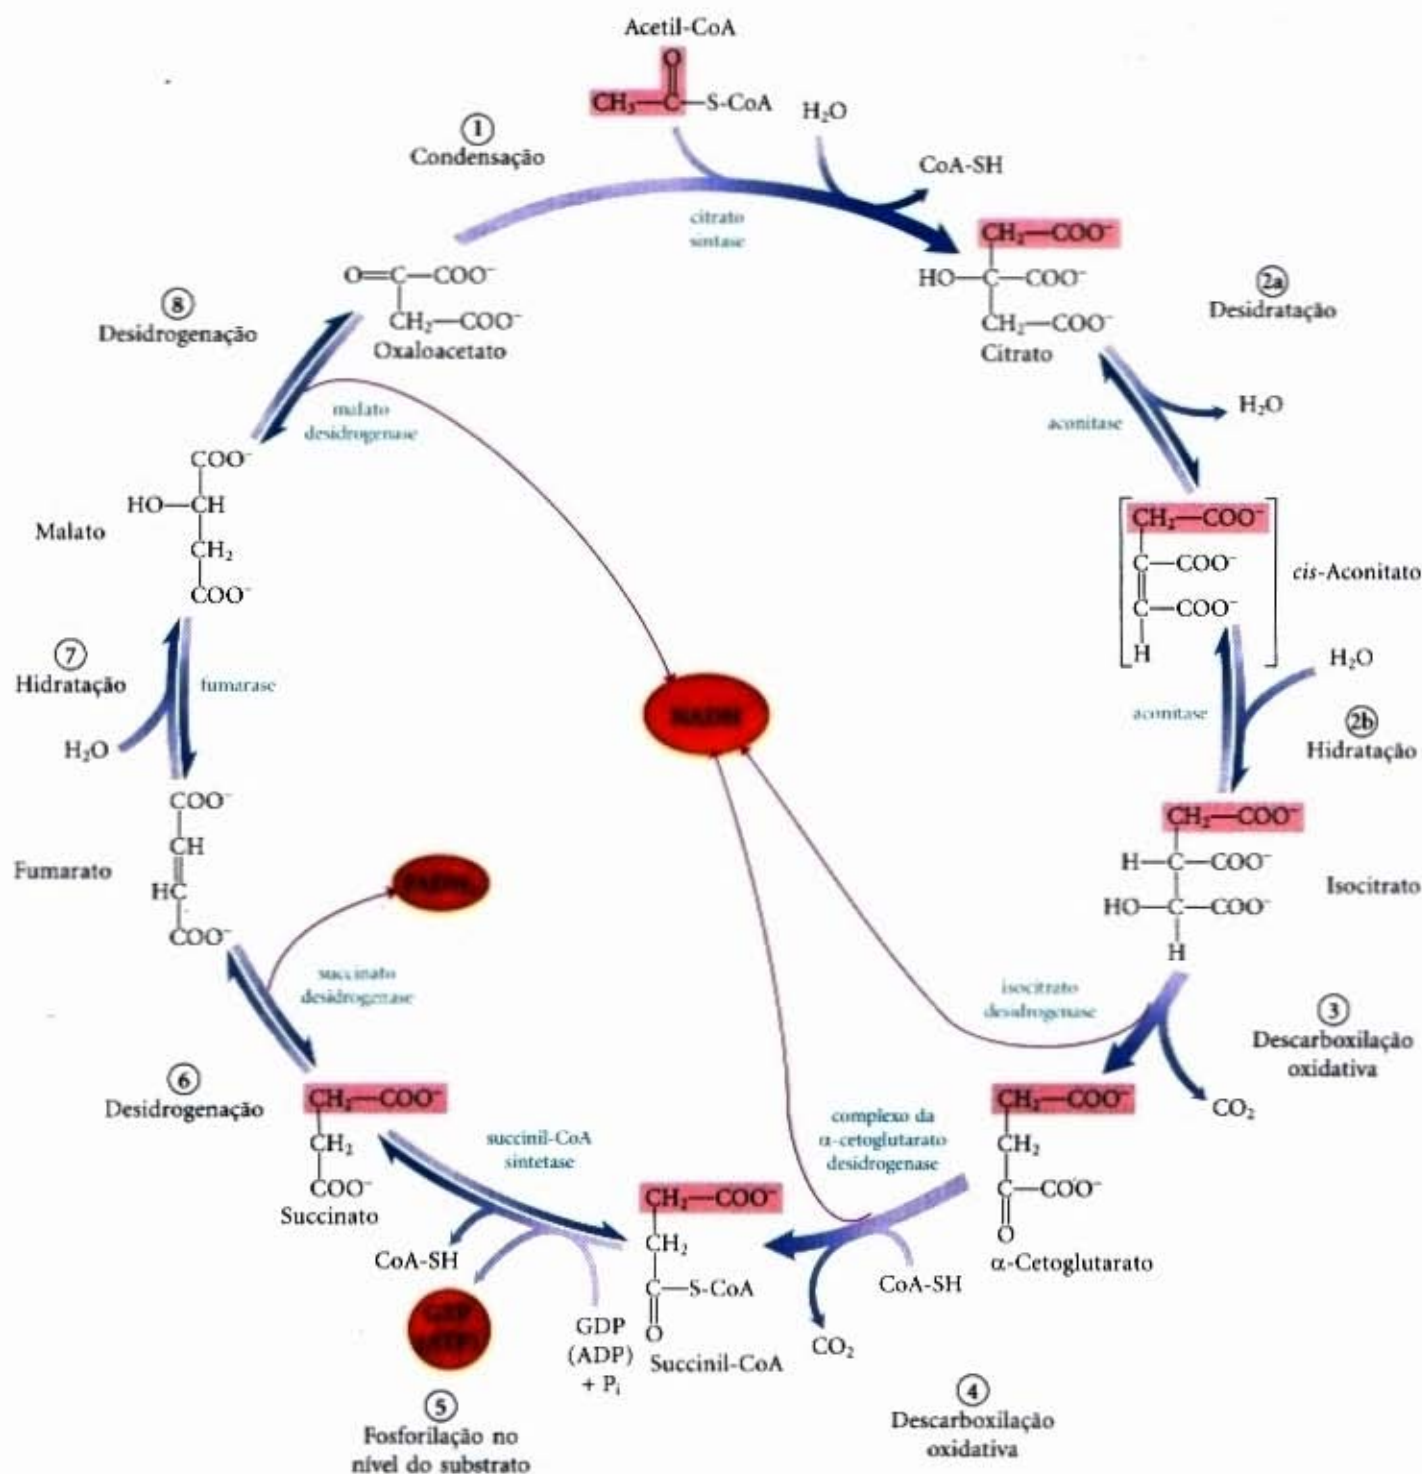 Acetil-CoA
O
CH₃—C—S-CoA
H₂O
①
Condensação
CoA-SH
citrato
sintase
CH₂—COO⁻
HO—C—COO⁻
CH₂—COO⁻
Citrato
O=C—COO⁻
CH₂—COO⁻
Oxaloacetato
⑧
Desidrogenação
2a
Desidratação
malato
desidrogenase
aconitase
H₂O
COO⁻
HO—CH
CH₂
COO⁻
Malato
CH₂—COO⁻
C—COO⁻
C—COO⁻
H
cis-Aconitato
⑦
Hidratação
fumarase
H₂O
NADH
aconitase
H₂O
2b
Hidratação
COO⁻
CH
HC
COO⁻
Fumarato
CH₂—COO⁻
H—C—COO⁻
HO—C—COO⁻
H
Isocitrato
succinato
desidrogenase
isocitrato
desidrogenase
③
Descarboxilação
oxidativa
CO₂
⑥
Desidrogenação
CH₂—COO⁻
CH₂
COO⁻
Succinato
succinil-CoA
sintetase
complexo da
α-cetoglutarato
desidrogenase
CH₂—COO⁻
CH₂
C—COO⁻
O
α-Cetoglutarato
CH₂—COO⁻
CH₂
C—S-CoA
O
Succinil-CoA
CoA-SH
CoA-SH
CO₂
GDP
(ADP)
+ Pᵢ
⑤
Fosforilação no
nível do substrato
④
Descarboxilação
oxidativa